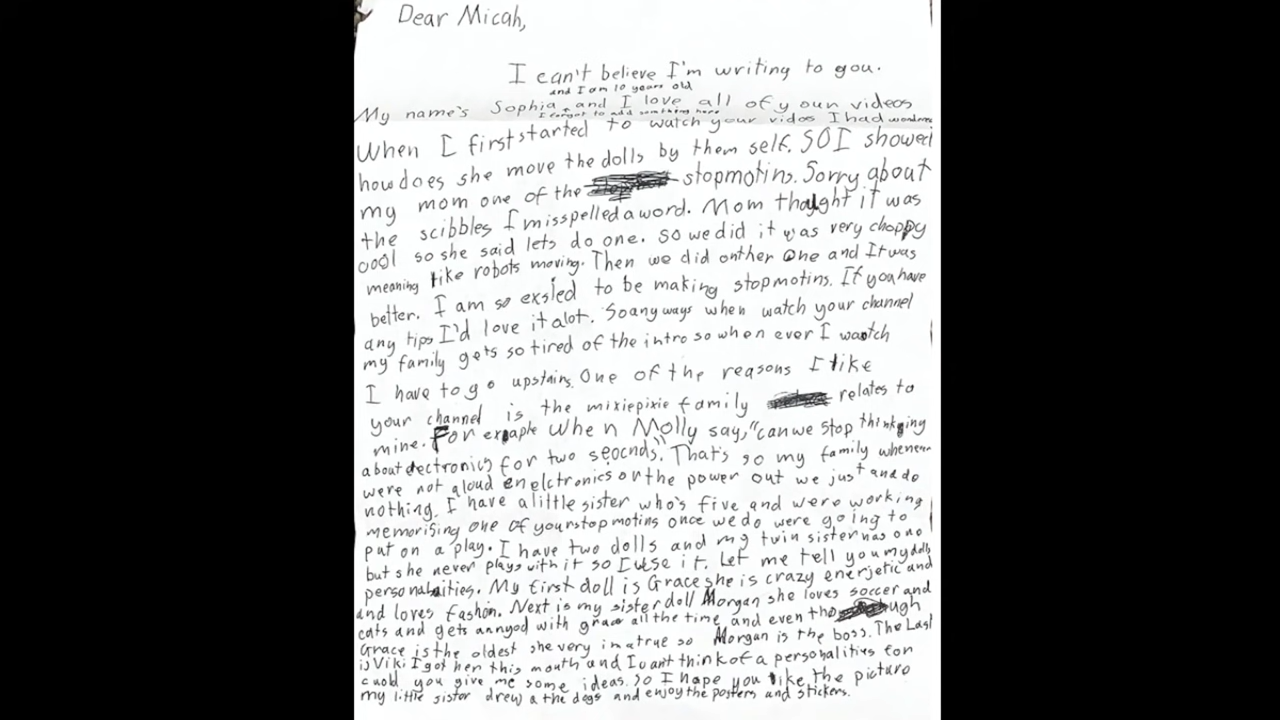 Dear Micah,
I can't believe I'm writing to you.
and I am 10 years old
My name's Sophia, and I love all of your videos
I forgot to add something here
When I first started to watch your vidos I had wondered
how does she move the dolls by them self. SO I showed
my mom one of the stopmotins. Sorry about
the scibbles I misspelled a word. Mom thought it was
cool so she said lets do one. so we did it was very choppy
meaning like robots moving. Then we did onther one and It was
better. I am so exsied to be making stopmotins. If you have
any tips I'd love it alot. So any ways when watch your channel
my family gets so tired of the intro so when ever I watch
I have to go upstairs. One of the reasons I like
your channel is the mixiepixie family relates to
mine. For exaple When Molly say, "can we stop thinking
about electronics for two seocnds". That's so my family whenever
were not aloud on elctronics or the power out we just and do
nothing. I have a little sister who's five and were working
memorising one of your stop motins once we do were going to
put on a play. I have two dolls and my twin sister has one
but she never plays with it so I use it. Let me tell you my dolls
personalaities. My first doll is Grace she is crazy enerjetic and
and loves fashon. Next is my sister doll Morgan she loves soccer and
cats and gets annyod with grace all the time and even though
Grace is the oldest she very imatrue so Morgan is the boss. The Last
is Viki I got her this mouth and I cant think of a personalities for
cuold you give me some ideas. So I hope you like the picture
my little sister drew a the dogs and enjoy the posters and stickers.